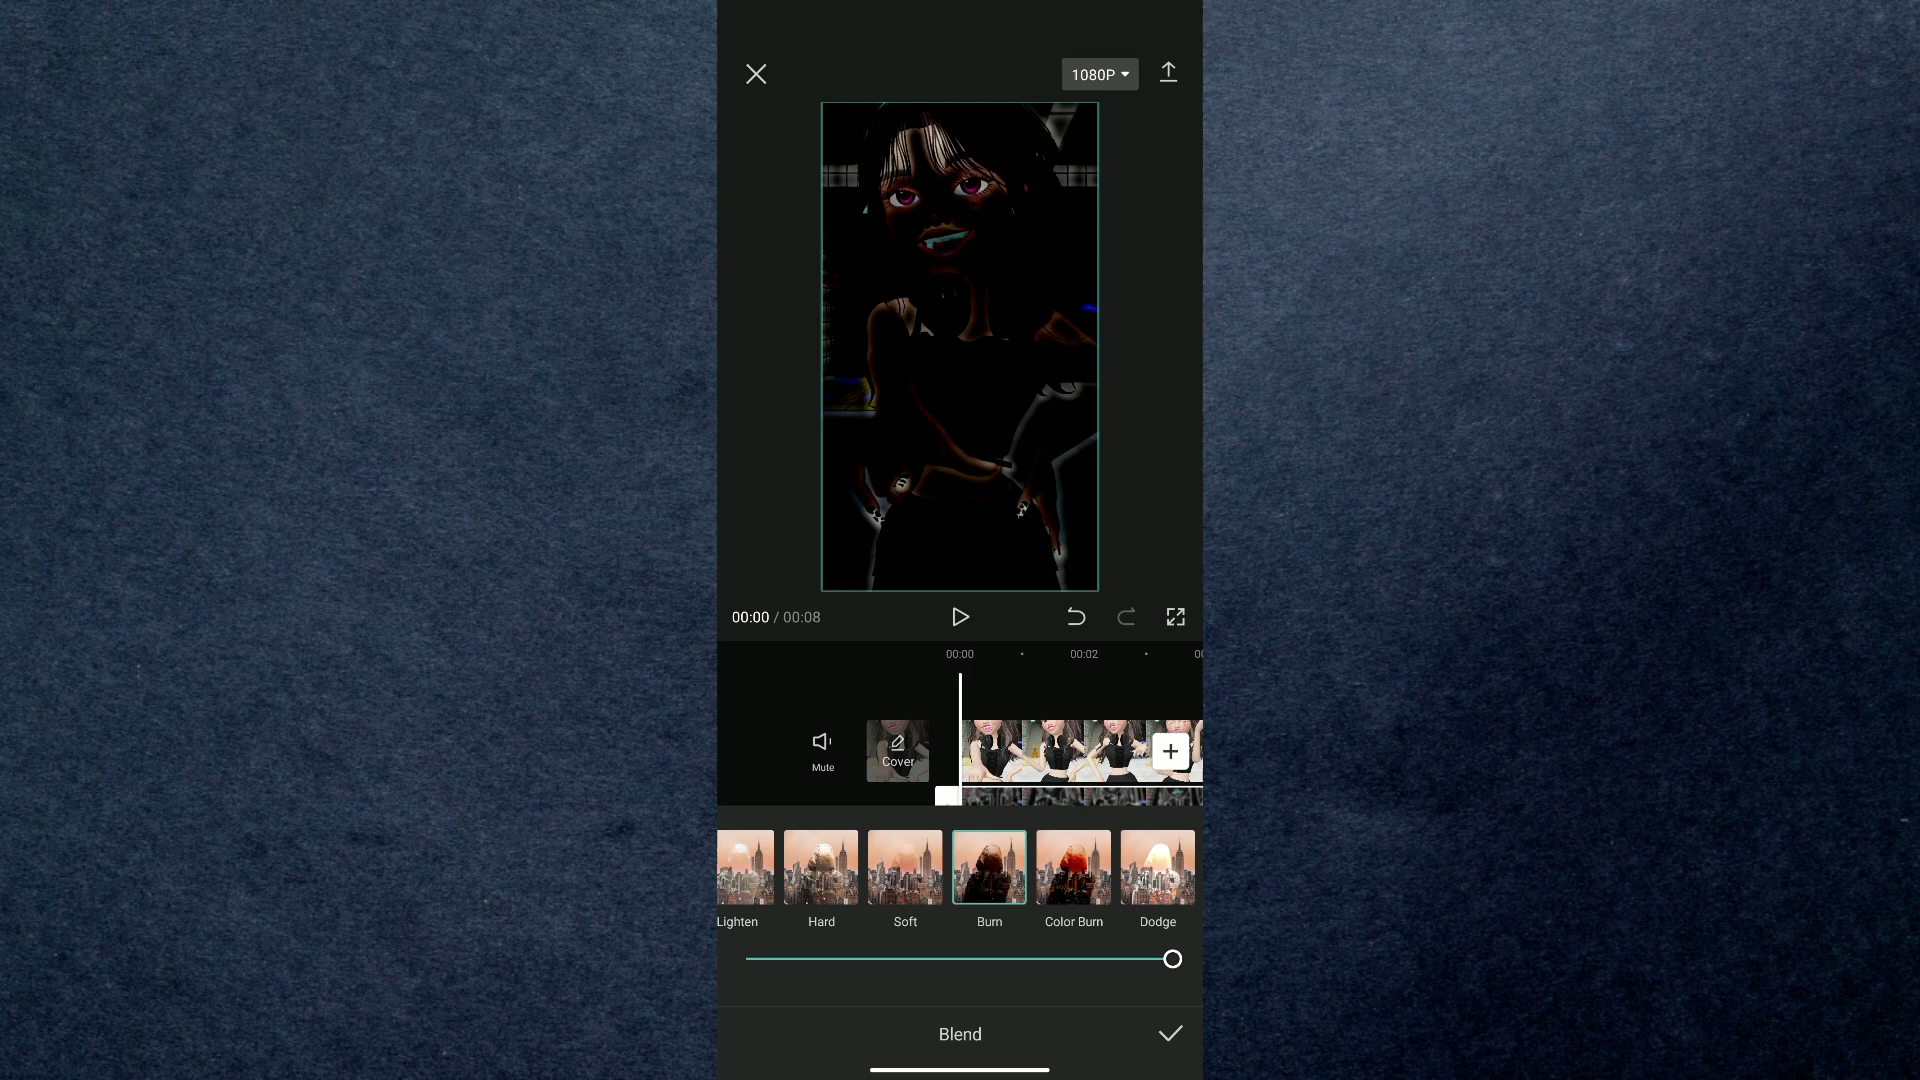 1080P
00:00 / 00:08
00:00
00:02
Mute
Cover
Lighten
Hard
Soft
Burn
Color Burn
Dodge
Blend